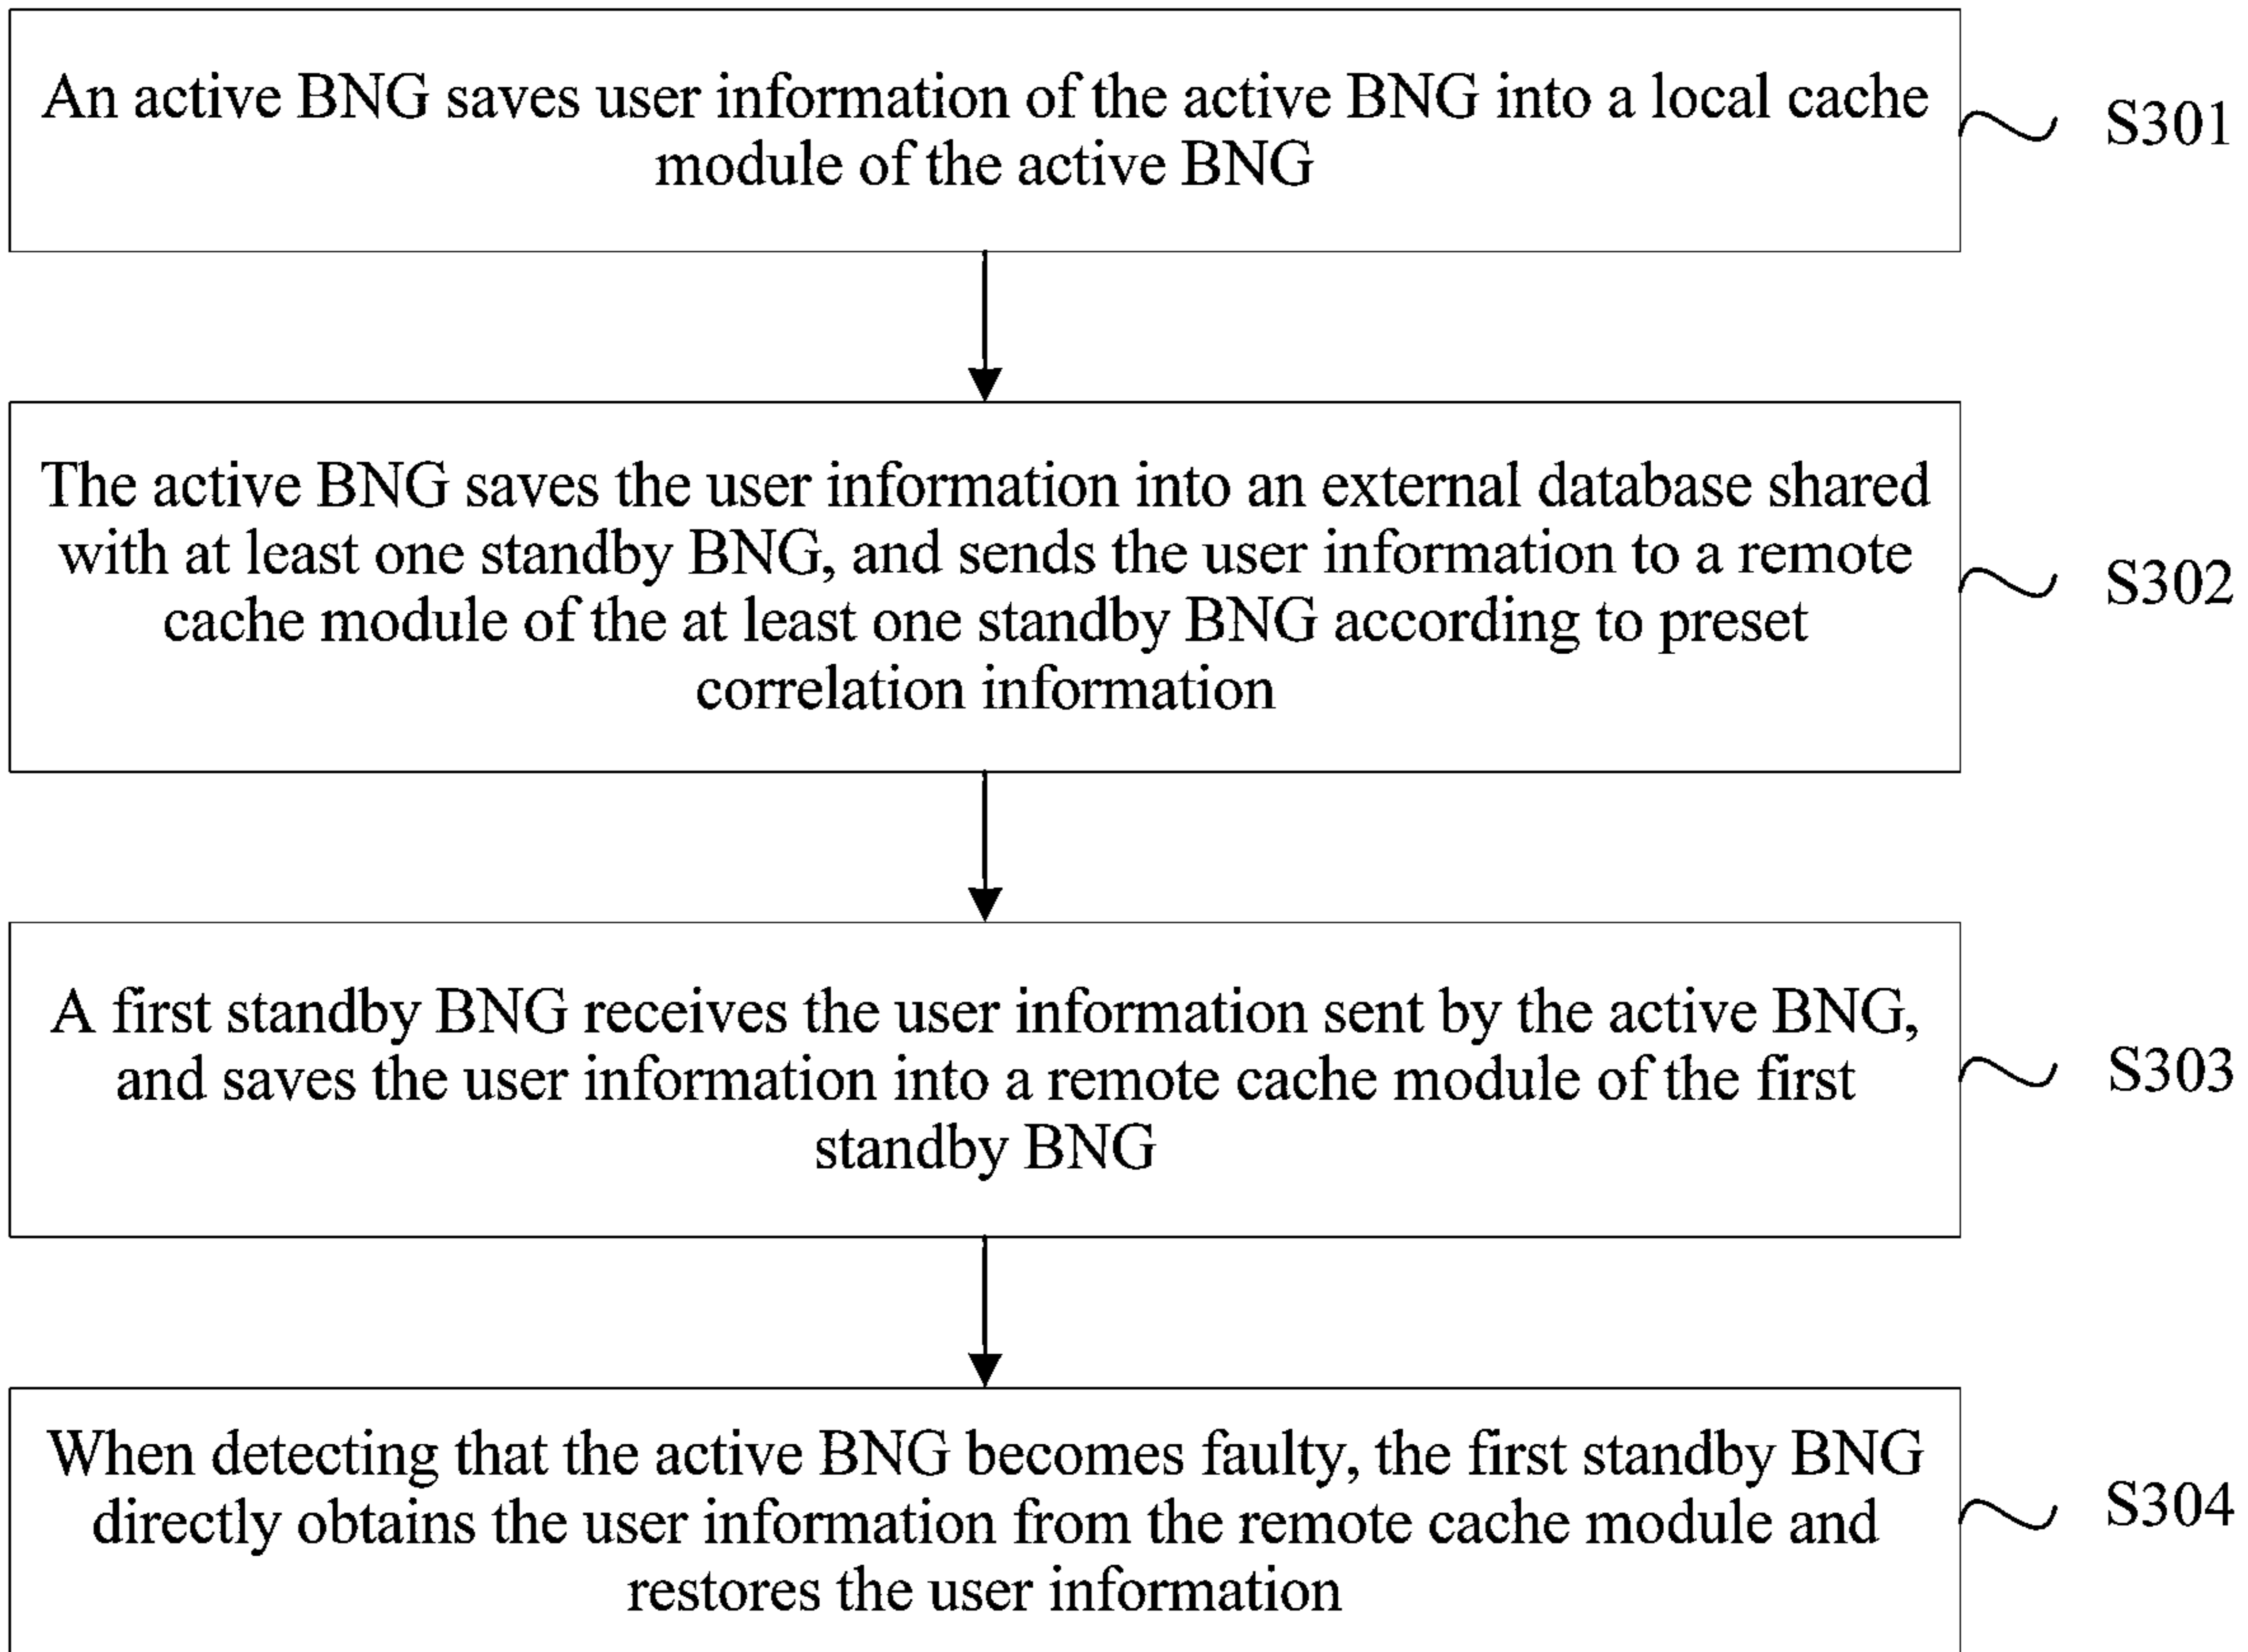 An active BNG saves user information of the active BNG into a local cache
module of the active BNG
S301
The active BNG saves the user information into an external database shared
with at least one standby BNG, and sends the user information to a remote
cache module of the at least one standby BNG according to preset
correlation information
S302
A first standby BNG receives the user information sent by the active BNG,
and saves the user information into a remote cache module of the first
standby BNG
S303
When detecting that the active BNG becomes faulty, the first standby BNG
directly obtains the user information from the remote cache module and
restores the user information
S304